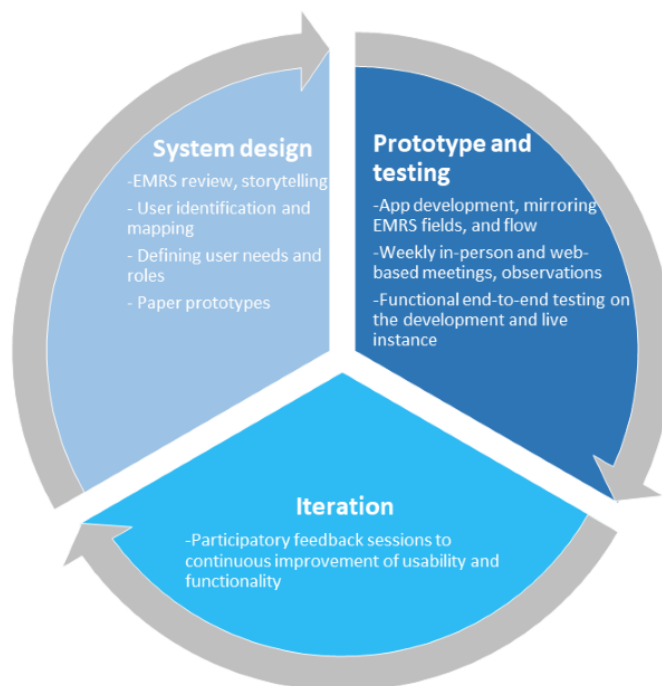 System design
-EMRS review, storytelling
- User identification and
mapping
- Defining user needs and
roles
- Paper prototypes
Prototype and
testing
-App development, mirroring
EMRS fields, and flow
-Weekly in-person and web-
based meetings, observations
-Functional end-to-end testing on
the development and live
instance
Iteration
-Participatory feedback sessions to
continuous improvement of usability and
functionality